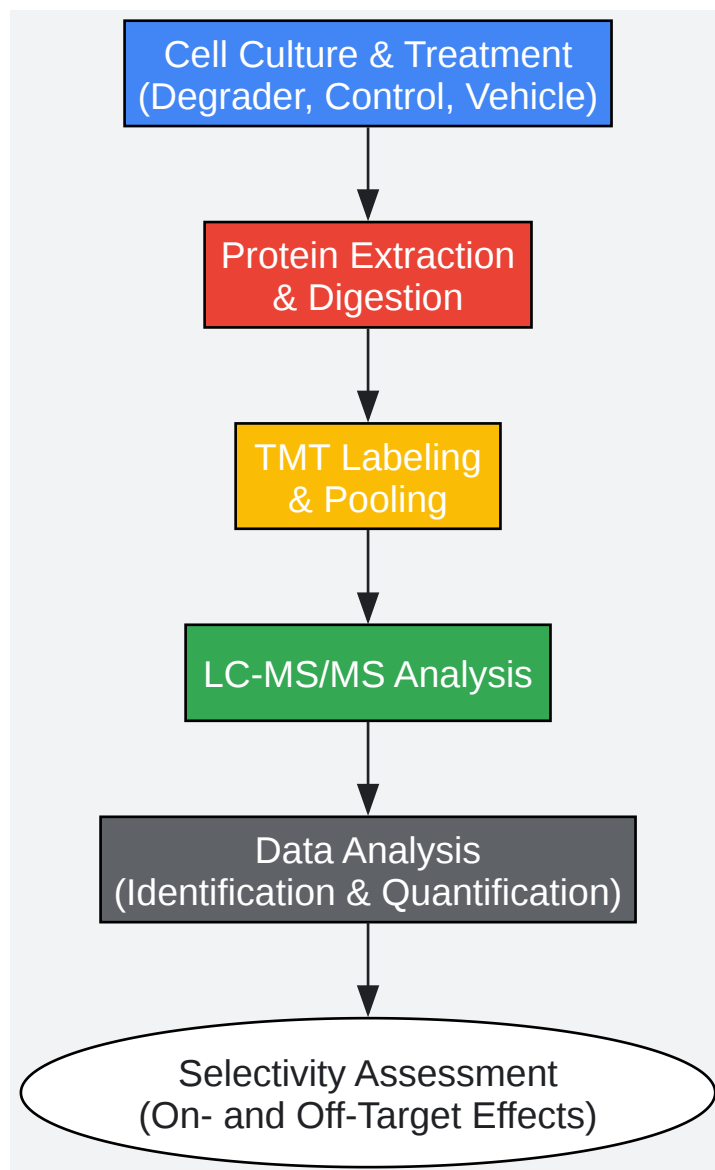 Cell Culture & Treatment
(Degrader, Control, Vehicle)
Protein Extraction
& Digestion
TMT Labeling
& Pooling
LC-MS/MS Analysis
Data Analysis
(Identification & Quantification)
Selectivity Assessment
(On- and Off-Target Effects)